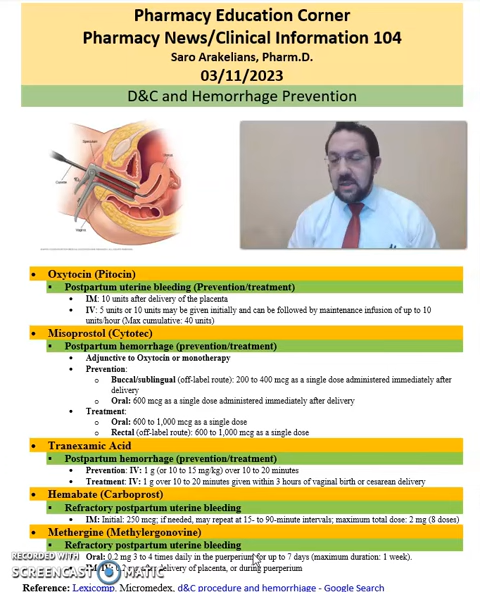 Pharmacy Education Corner
Pharmacy News/Clinical Information 104
Saro Arakelians, Pharm.D.
03/11/2023
D&C and Hemorrhage Prevention
• Oxytocin (Pitocin)
▪ Postpartum uterine bleeding (Prevention/treatment)
• IM: 10 units after delivery of the placenta
• IV: 5 units or 10 units may be given initially and can be followed by maintenance infusion of up to 10
units/hour (Max cumulative: 40 units)
• Misoprostol (Cytotec)
▪ Postpartum hemorrhage (prevention/treatment)
• Adjunctive to Oxytocin or monotherapy
• Prevention:
o Buccal/sublingual (off-label route): 200 to 400 mcg as a single dose administered immediately after
delivery
o Oral: 600 mcg as a single dose administered immediately after delivery
• Treatment:
o Oral: 600 to 1,000 mcg as a single dose
o Rectal (off-label route): 600 to 1,000 mcg as a single dose
• Tranexamic Acid
▪ Postpartum hemorrhage (prevention/treatment)
• Prevention: IV: 1 g (or 10 to 15 mg/kg) over 10 to 20 minutes
• Treatment: IV: 1 g over 10 to 20 minutes given within 3 hours of vaginal birth or cesarean delivery
• Hemabate (Carboprost)
▪ Refractory postpartum uterine bleeding
• IM: Initial: 250 mcg; if needed, may repeat at 15- to 90-minute intervals; maximum total dose: 2 mg (8 doses)
• Methergine (Methylergonovine)
▪ Refractory postpartum uterine bleeding
Oral: 0.2 mg 3 to 4 times daily in the puerperium for up to 7 days (maximum duration: 1 week).
0.2 mg after delivery of placenta, or during puerperium
RECORDED WITH
SCREENCAST MATIC
Reference: Lexicomp, Micromedex, d&C procedure and hemorrhage - Google Search